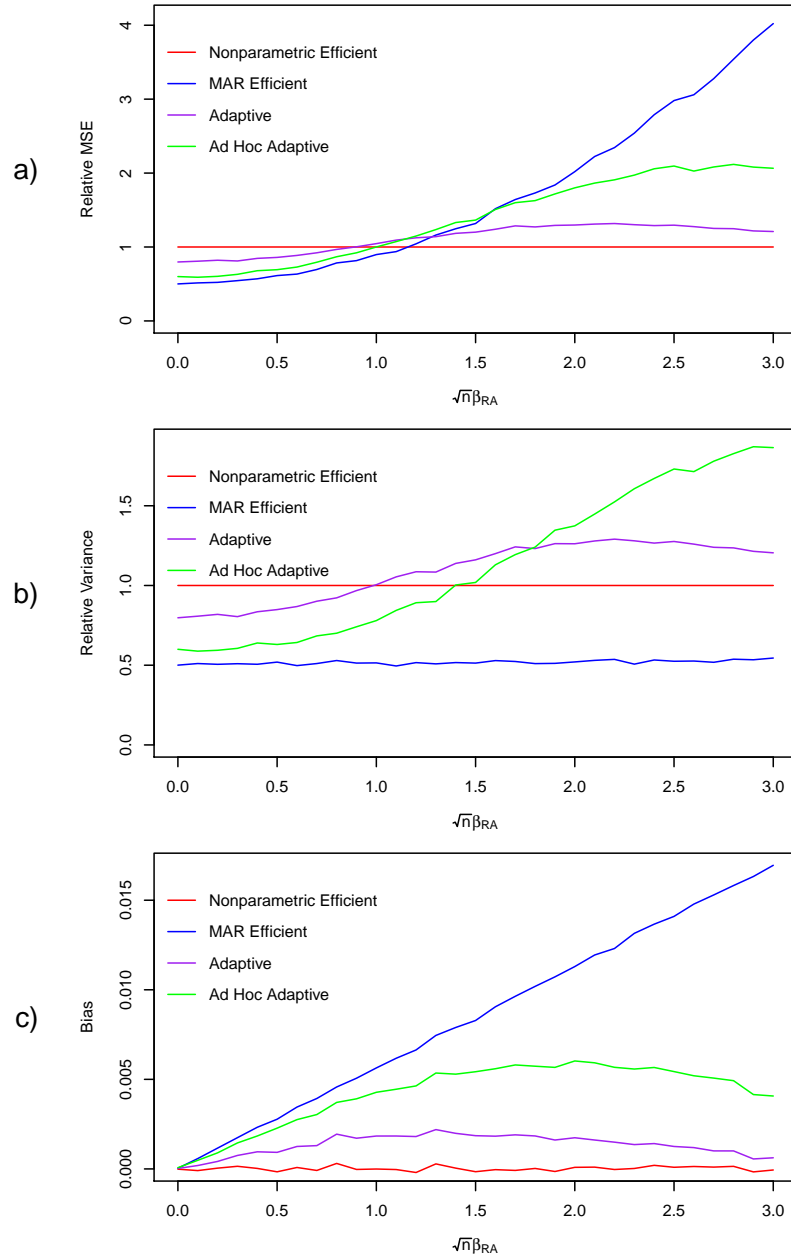 a)
Relative MSE
4
3
2
1
0
Nonparametric Efficient
MAR Efficient
Adaptive
Ad Hoc Adaptive
0.0 0.5 1.0 1.5 2.0 2.5 3.0
√nβRA
b)
Relative Variance
1.5
1.0
0.5
0.0
Nonparametric Efficient
MAR Efficient
Adaptive
Ad Hoc Adaptive
0.0 0.5 1.0 1.5 2.0 2.5 3.0
√nβRA
c)
Bias
0.015
0.010
0.005
0.000
Nonparametric Efficient
MAR Efficient
Adaptive
Ad Hoc Adaptive
0.0 0.5 1.0 1.5 2.0 2.5 3.0
√nβRA